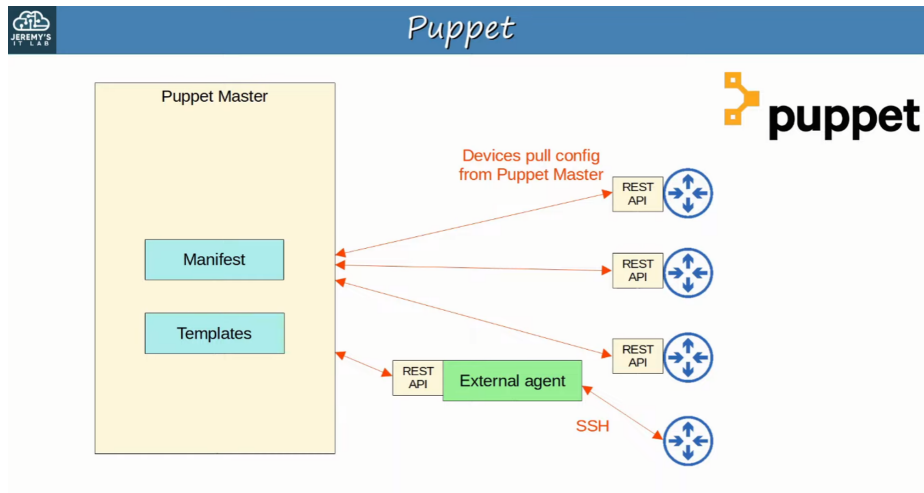 JEREMY'S
IT LAB
Puppet
Puppet Master
puppet
Devices pull config
from Puppet Master
REST
API
Manifest
REST
API
Templates
REST
API
REST
API
External agent
SSH